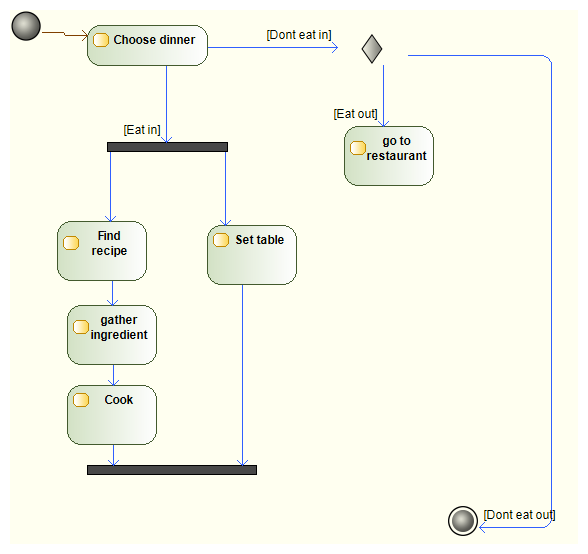 Choose dinner
[Dont eat in]
[Eat in]
[Eat out]
go to
restaurant
Find
recipe
Set table
gather
ingredient
Cook
[Dont eat out]